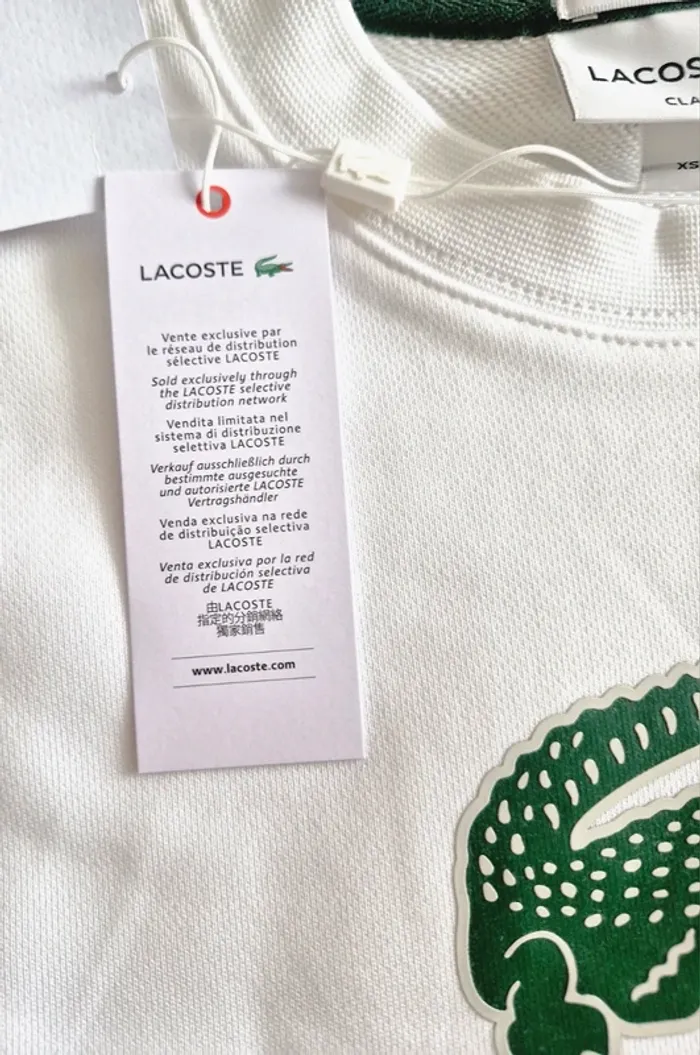 LACOS
CLA
XS
LACOSTE
Vente exclusive par
le réseau de distribution
sélective LACOSTE
Sold exclusively through
the LACOSTE selective
distribution network
Vendita limitata nel
sistema di distribuzione
selettiva LACOSTE
Verkauf ausschließlich durch
bestimmte ausgesuchte
und autorisierte LACOSTE
Vertragshändler
Venda exclusiva na rede
de distribuição selectiva
LACOSTE
Venta exclusiva por la red
de distribución selectiva
de LACOSTE
由LACOSTE
指定的分銷網絡
獨家銷售
www.lacoste.com